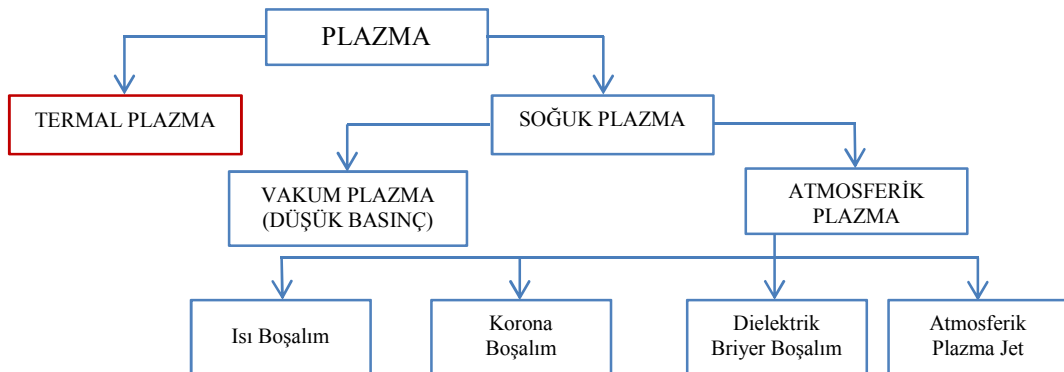 PLAZMA
TERMAL PLAZMA
SOĞUK PLAZMA
VAKUM PLAZMA
(DÜŞÜK BASINÇ)
ATMOSFERİK
PLAZMA
Isı Boşalım
Korona
Boşalım
Dielektrik
Briyer Boşalım
Atmosferik
Plazma Jet